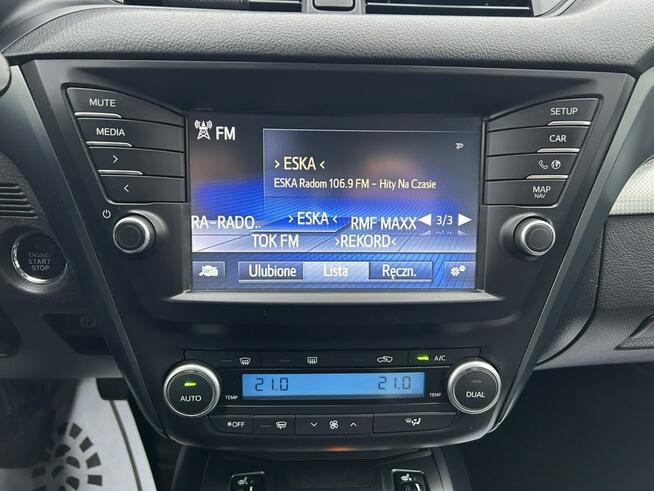 MUTE
MEDIA
>
<
SETUP
CAR
MAP
NAV
FM
› ESKA ‹
ESKA Radom 106.9 FM – Hity Na Czasie
RA-RADO..
›ESKA‹
RMF MAXX
3/3
TOK FM
›REKORD‹
Ulubione
Lista
Ręczn.
ENGINE
START
STOP
A/C
AUTO
21.0
TEMP
21.0
TEMP
DUAL
OFF